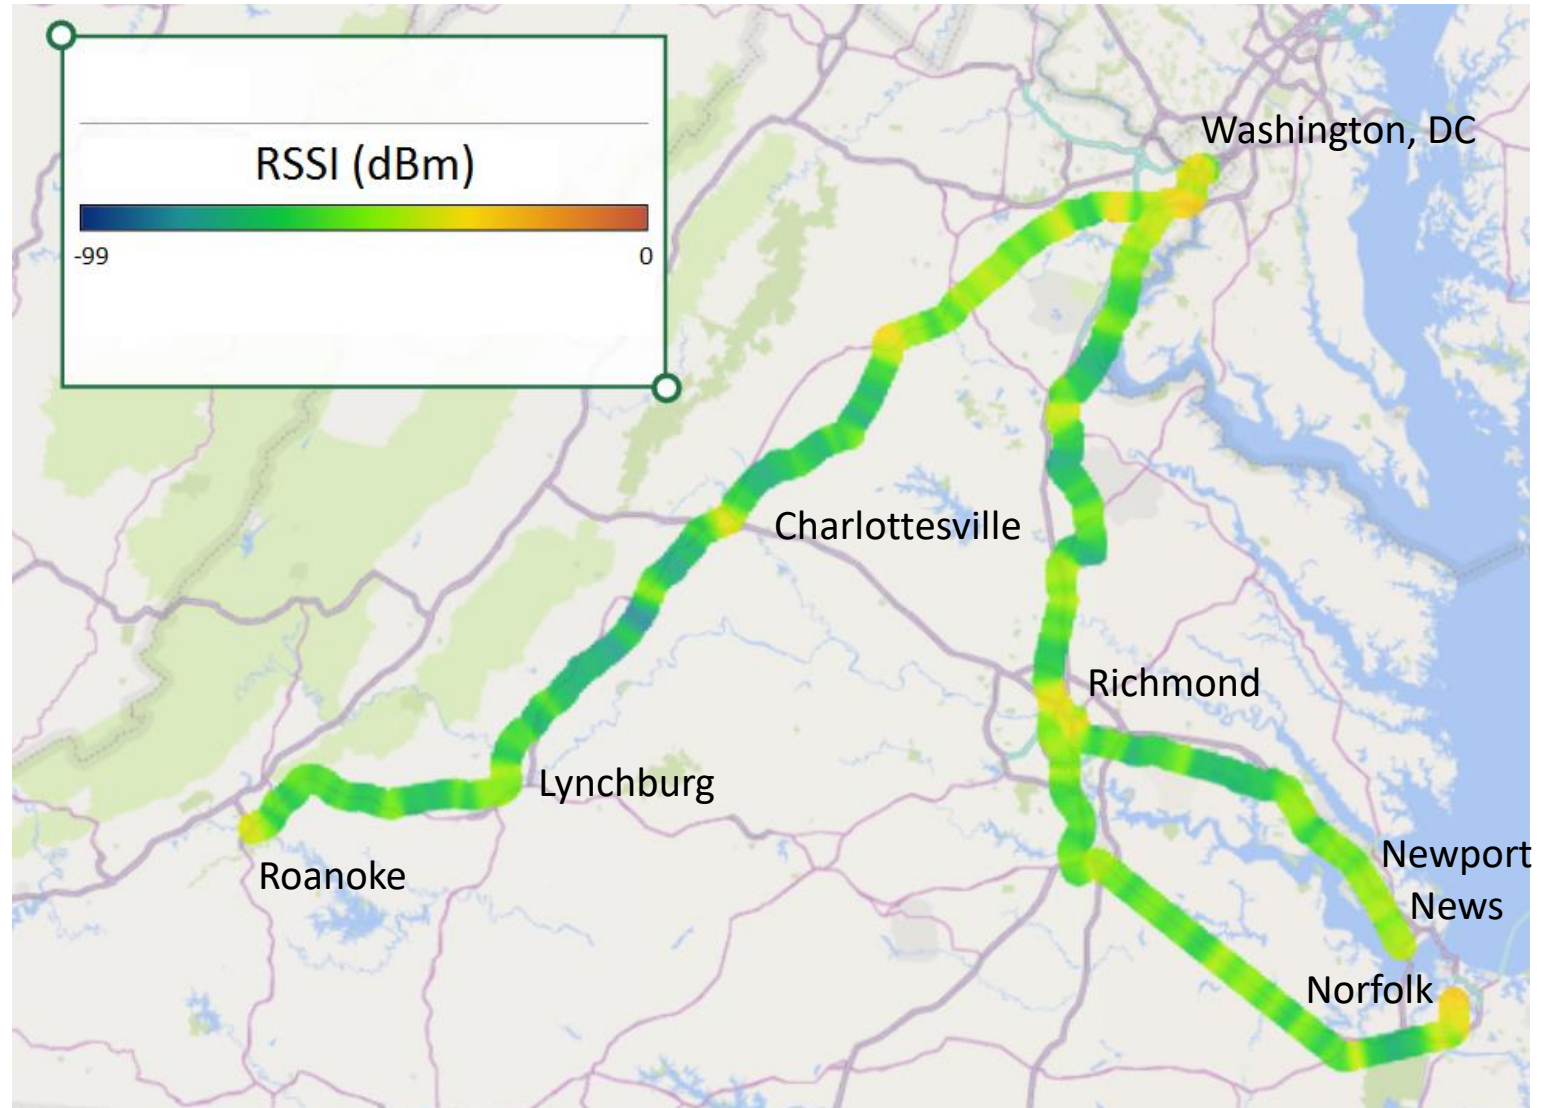 RSSI (dBm)
-99
0
Washington, DC
Charlottesville
Richmond
Lynchburg
Roanoke
Newport
News
Norfolk